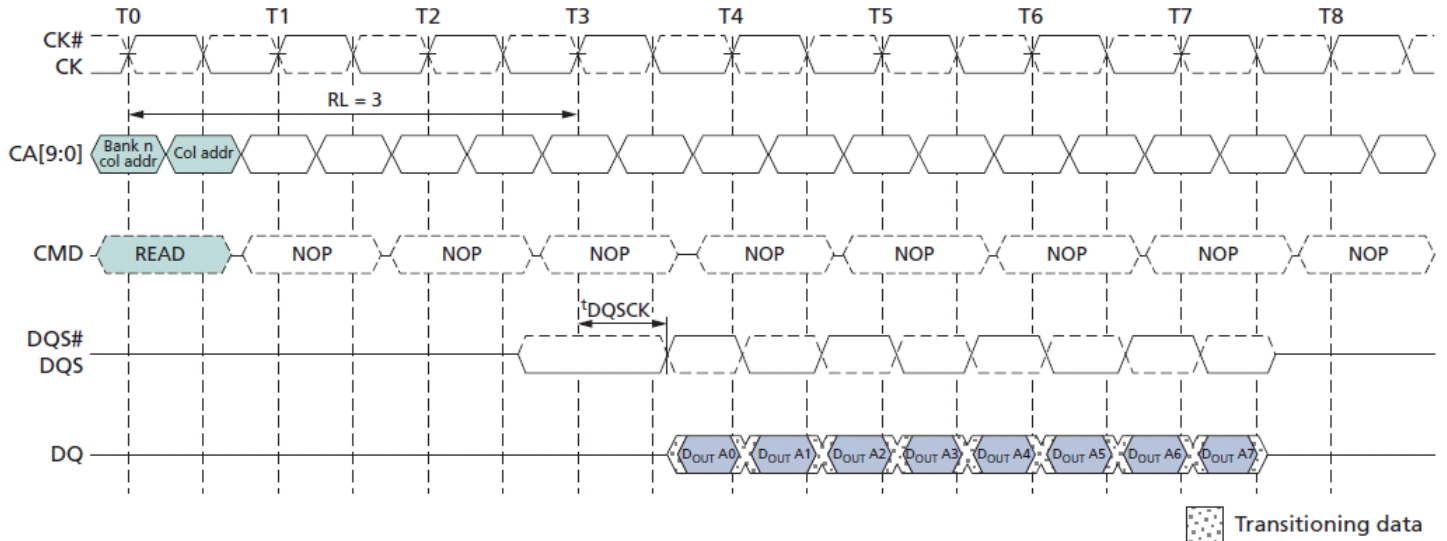 T0 T1 T2 T3 T4 T5 T6 T7 T8
CK#
CK
RL = 3
CA[9:0] Bank n
col addr Col addr
CMD READ NOP NOP NOP NOP NOP NOP NOP NOP
tDQSCK
DQS#
DQS
DQ DOUT A0 DOUT A1 DOUT A2 DOUT A3 DOUT A4 DOUT A5 DOUT A6 DOUT A7
Transitioning data